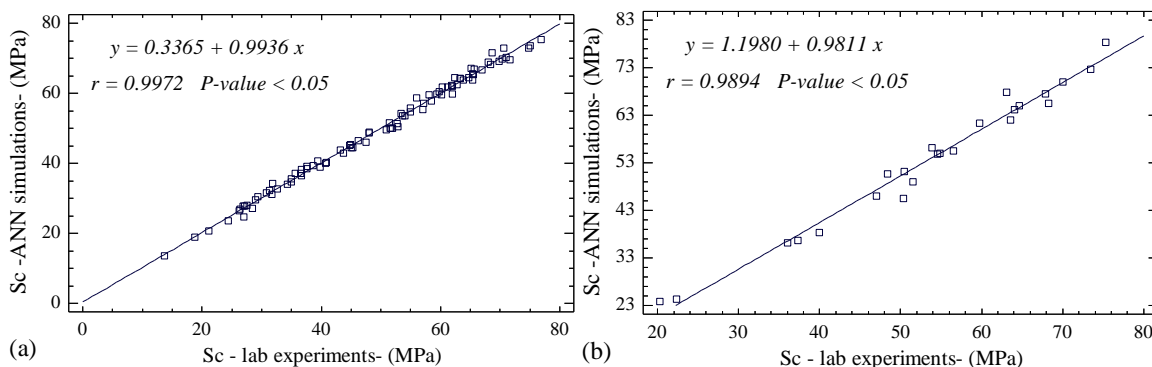 80
60
40
20
0
Sc -ANN simulations- (MPa)
y = 0.3365 + 0.9936 x
r = 0.9972 P-value < 0.05
0 20 40 60 80
(a) Sc - lab experiments- (MPa)
83
73
63
53
43
33
23
Sc -ANN simulations- (MPa)
y = 1.1980 + 0.9811 x
r = 0.9894 P-value < 0.05
20 30 40 50 60 70 80
(b) Sc - lab experiments- (MPa)